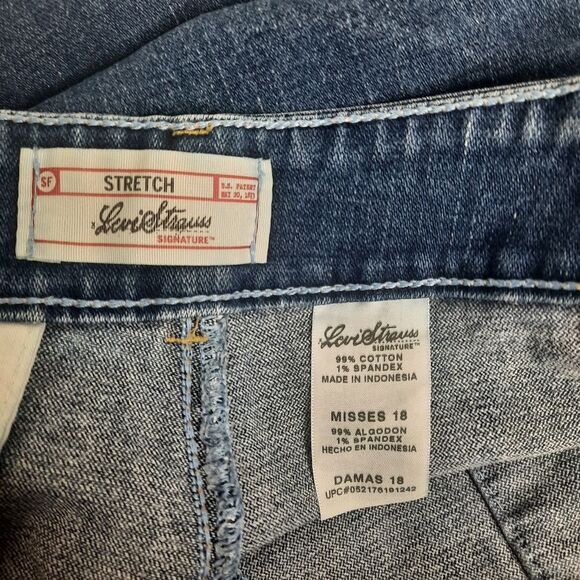 SF
STRETCH
U.S. PATENT
MAY 20, 1873
Levi Strauss
SIGNATURE™
Levi Strauss
SIGNATURE™
99% COTTON
1% SPANDEX
MADE IN INDONESIA
MISSES 18
99% ALGODON
1% SPANDEX
HECHO EN INDONESIA
DAMAS 18
UPC#052176191242